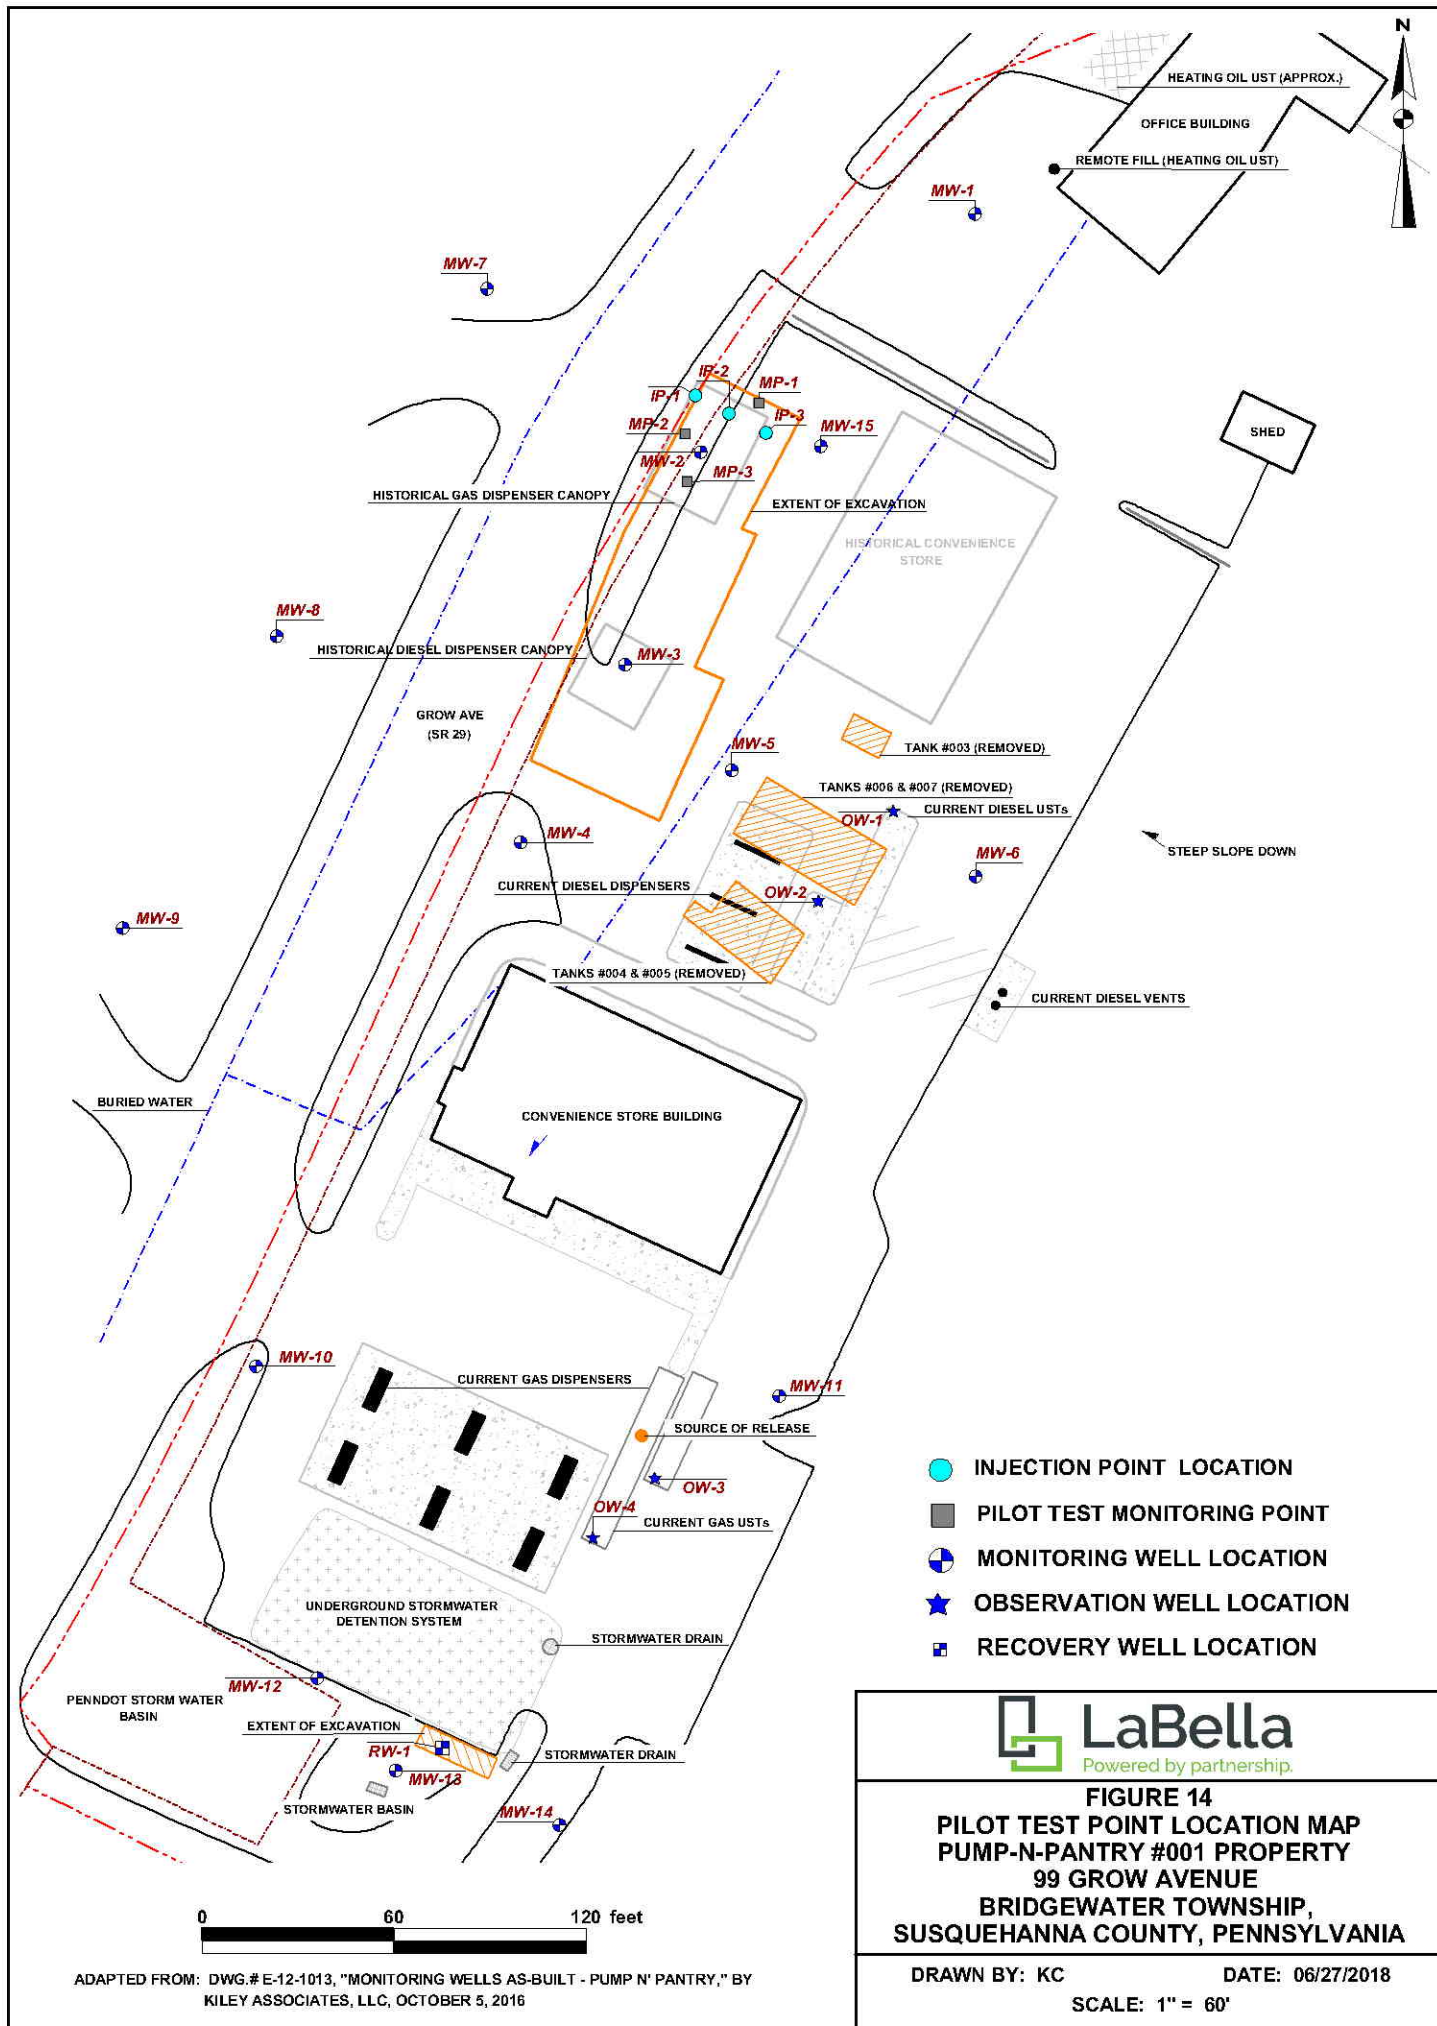 N
HEATING OIL UST (APPROX.)
OFFICE BUILDING
REMOTE FILL (HEATING OIL UST)
MW-1
MW-7
IP-2
IP-1
MP-1
IP-3
MP-2
MW-15
MW-2
MP-3
SHED
HISTORICAL GAS DISPENSER CANOPY
EXTENT OF EXCAVATION
HISTORICAL CONVENIENCE
STORE
MW-8
HISTORICAL DIESEL DISPENSER CANOPY
MW-3
GROW AVE
(SR 29)
MW-5
TANK #003 (REMOVED)
TANKS #006 & #007 (REMOVED)
OW-1
CURRENT DIESEL USTs
MW-4
MW-6
STEEP SLOPE DOWN
CURRENT DIESEL DISPENSERS
OW-2
MW-9
TANKS #004 & #005 (REMOVED)
CURRENT DIESEL VENTS
BURIED WATER
CONVENIENCE STORE BUILDING
MW-10
CURRENT GAS DISPENSERS
MW-11
SOURCE OF RELEASE
OW-3
OW-4
CURRENT GAS USTs
UNDERGROUND STORMWATER
DETENTION SYSTEM
STORMWATER DRAIN
MW-12
PENNDOT STORM WATER
BASIN
EXTENT OF EXCAVATION
RW-1
STORMWATER DRAIN
MW-13
STORMWATER BASIN
MW-14
INJECTION POINT LOCATION
PILOT TEST MONITORING POINT
MONITORING WELL LOCATION
OBSERVATION WELL LOCATION
RECOVERY WELL LOCATION
0 60 120 feet
ADAPTED FROM: DWG.# E-12-1013, "MONITORING WELLS AS-BUILT - PUMP N' PANTRY," BY
KILEY ASSOCIATES, LLC, OCTOBER 5, 2016
LaBella
Powered by partnership.
FIGURE 14
PILOT TEST POINT LOCATION MAP
PUMP-N-PANTRY #001 PROPERTY
99 GROW AVENUE
BRIDGEWATER TOWNSHIP,
SUSQUEHANNA COUNTY, PENNSYLVANIA
DRAWN BY: KC DATE: 06/27/2018
SCALE: 1" = 60'